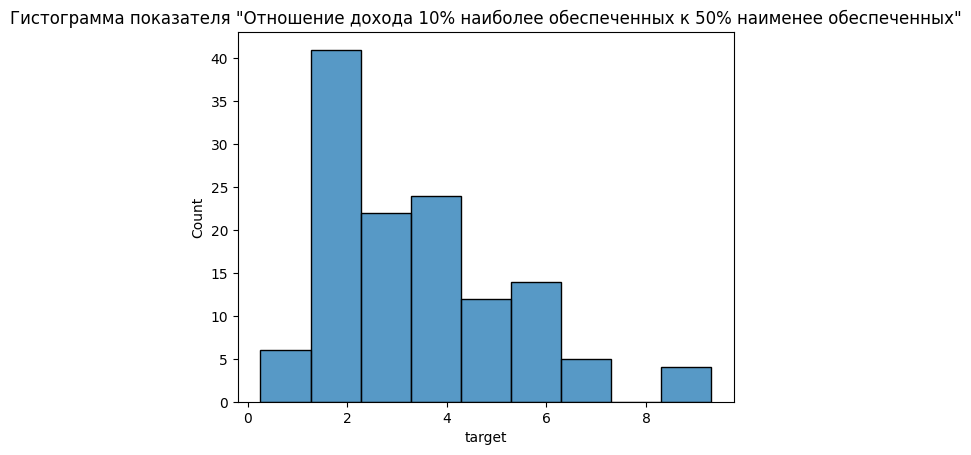 Гистограмма показателя "Отношение дохода 10% наиболее обеспеченных к 50% наименее обеспеченных"
40
35
30
25
20
15
10
5
0
Count
0 2 4 6 8
target